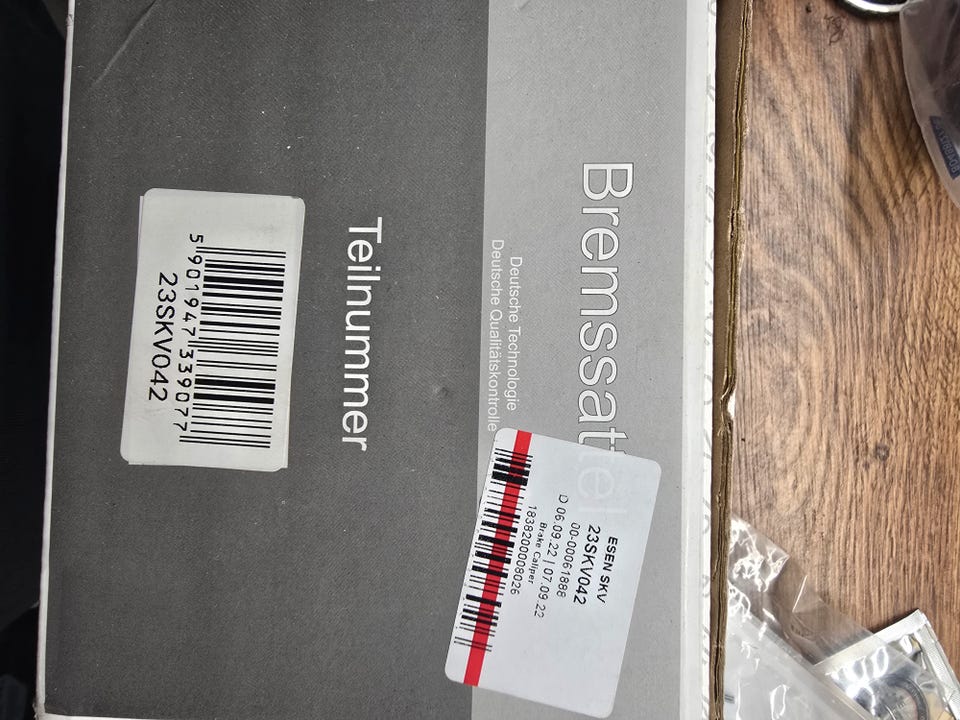 Bremssattel
Deutsche Technologie
Deutsche Qualitätskontrolle
Teilnummer
5 901947 339077
23SKV042
ESEN SKV
23SKV042
00-00061888
D 06.09.22 | 07.09.22
Brake Caliper
1838200008026